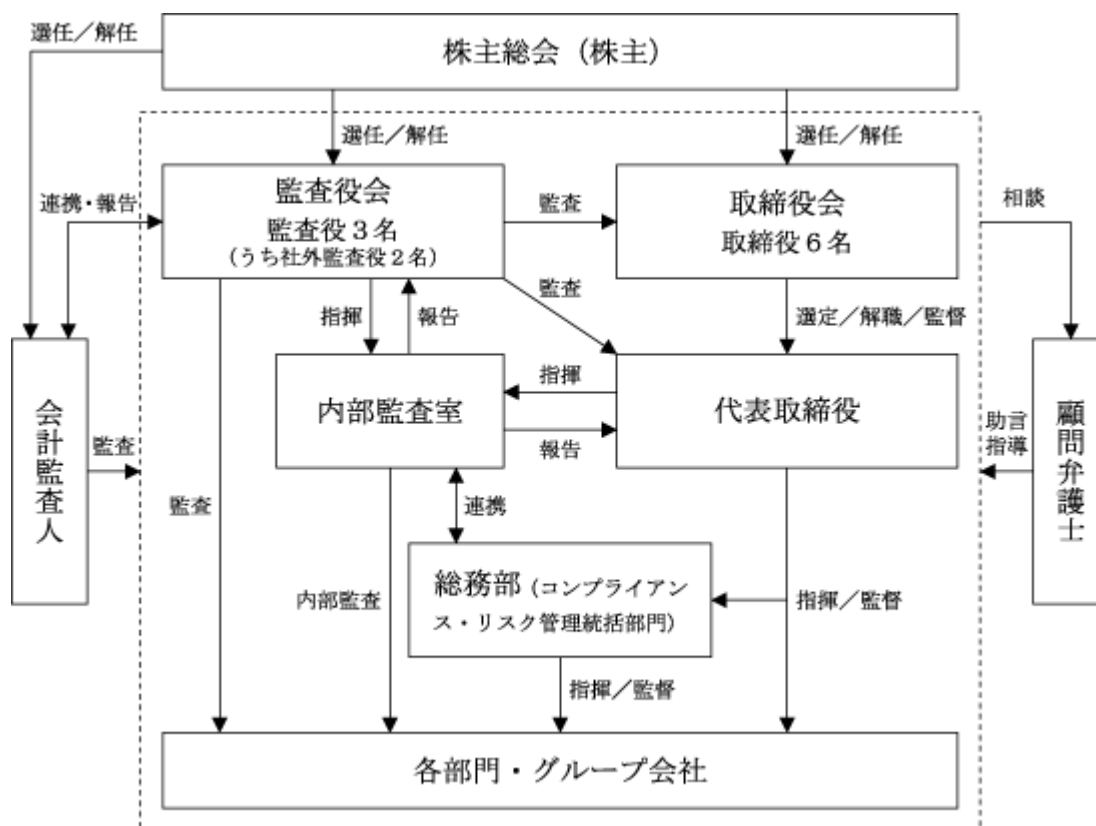 選任／解任
株主総会（株主）
選任／解任
選任／解任
連携・報告
監査役会
監査役３名
（うち社外監査役２名）
監査
取締役会
取締役６名
相談
監査
指揮
報告
選定／解職／監督
会計監査人
監査
内部監査室
指揮
報告
代表取締役
助言
指導
顧問弁護士
監査
連携
内部監査
総務部（コンプライアン
ス・リスク管理統括部門）
指揮／監督
指揮／監督
各部門・グループ会社